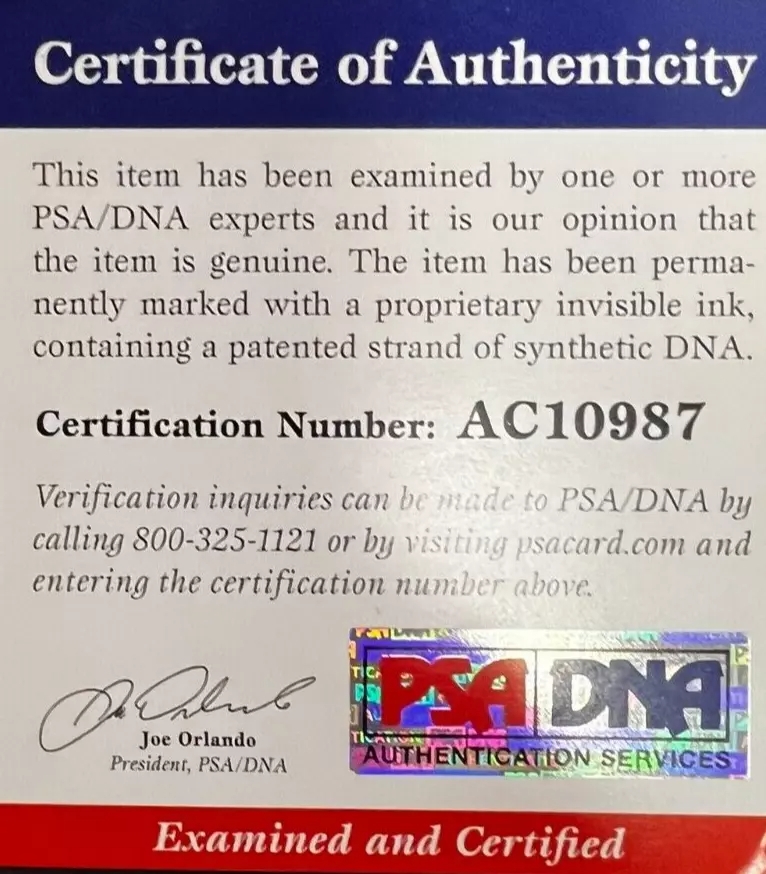 Certificate of Authenticity
This item has been examined by one or more
PSA/DNA experts and it is our opinion that
the item is genuine. The item has been perma-
nently marked with a proprietary invisible ink,
containing a patented strand of synthetic DNA.
Certification Number: AC10987
Verification inquiries can be made to PSA/DNA by
calling 800-325-1121 or by visiting psacard.com and
entering the certification number above.
Joe Orlando
President, PSA/DNA
PSA DNA
AUTHENTICATION SERVICES
Examined and Certified